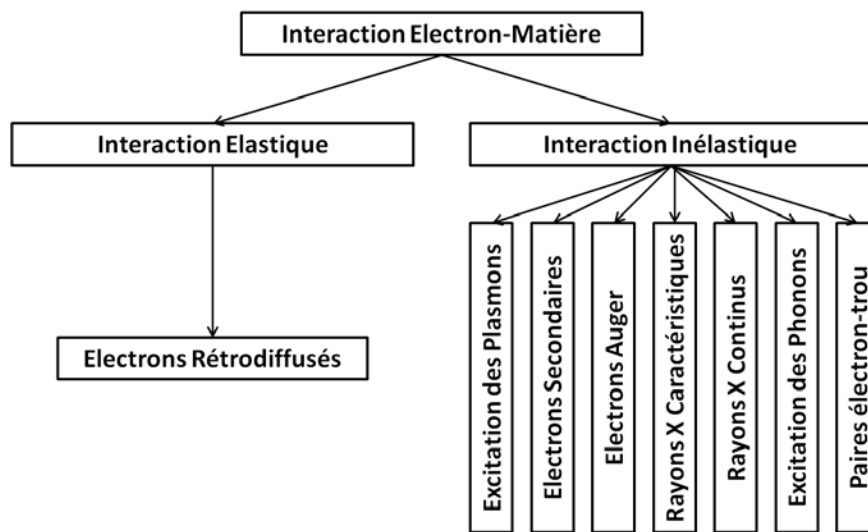 Interaction Electron-Matière
Interaction Elastique
Interaction Inélastique
Electrons Rétrodiffusés
Excitation des Plasmons
Electrons Secondaires
Electrons Auger
Rayons X Caractéristiques
Rayons X Continus
Excitation des Phonons
Paires électron-trou